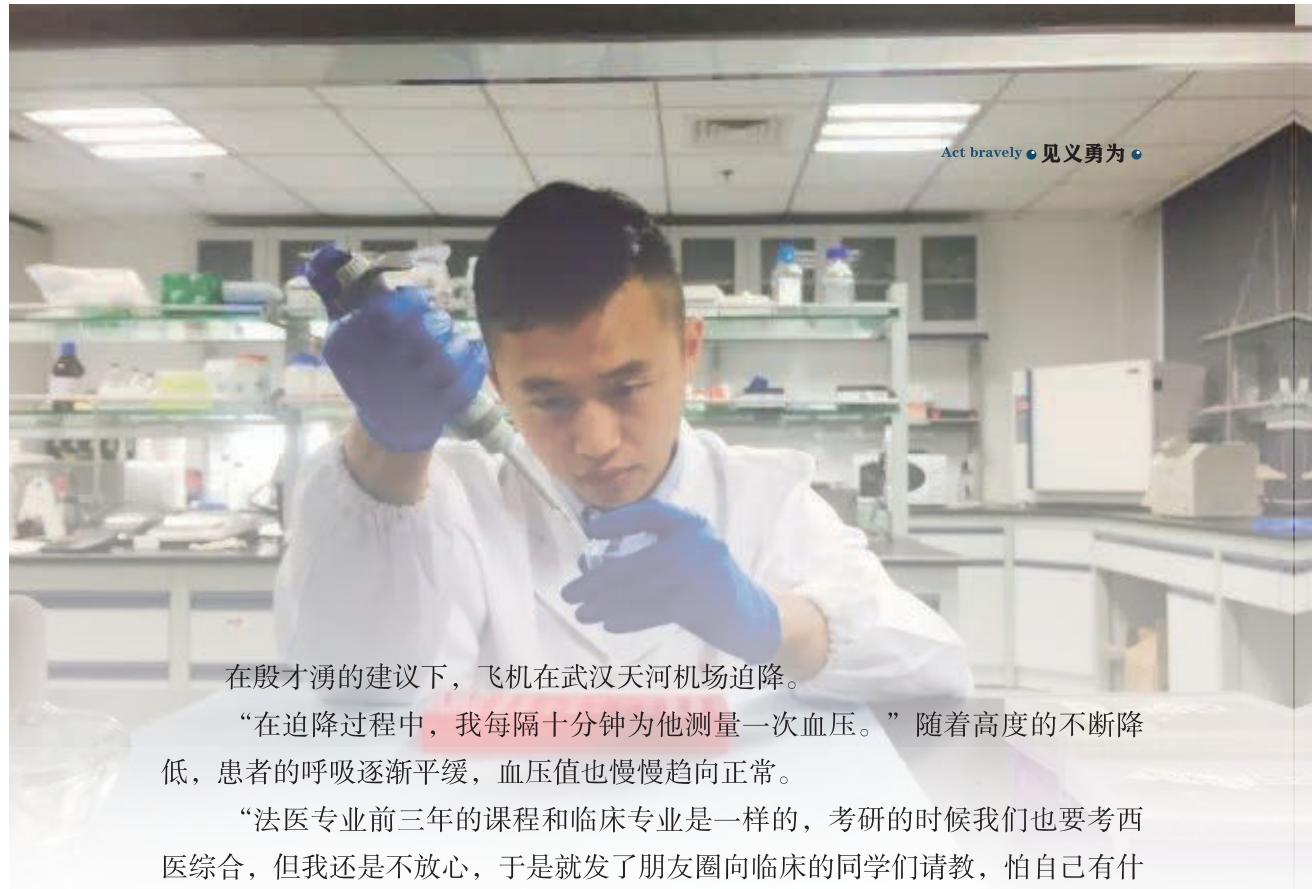 Act bravely 见义勇为
在殷才湧的建议下，飞机在武汉天河机场迫降。
“在迫降过程中，我每隔十分钟为他测量一次血压。”随着高度的不断降
低，患者的呼吸逐渐平缓，血压值也慢慢趋向正常。
“法医专业前三年的课程和临床专业是一样的，考研的时候我们也要考西
医综合，但我还是不放心，于是就发了朋友圈向临床的同学们请教，怕自己有什